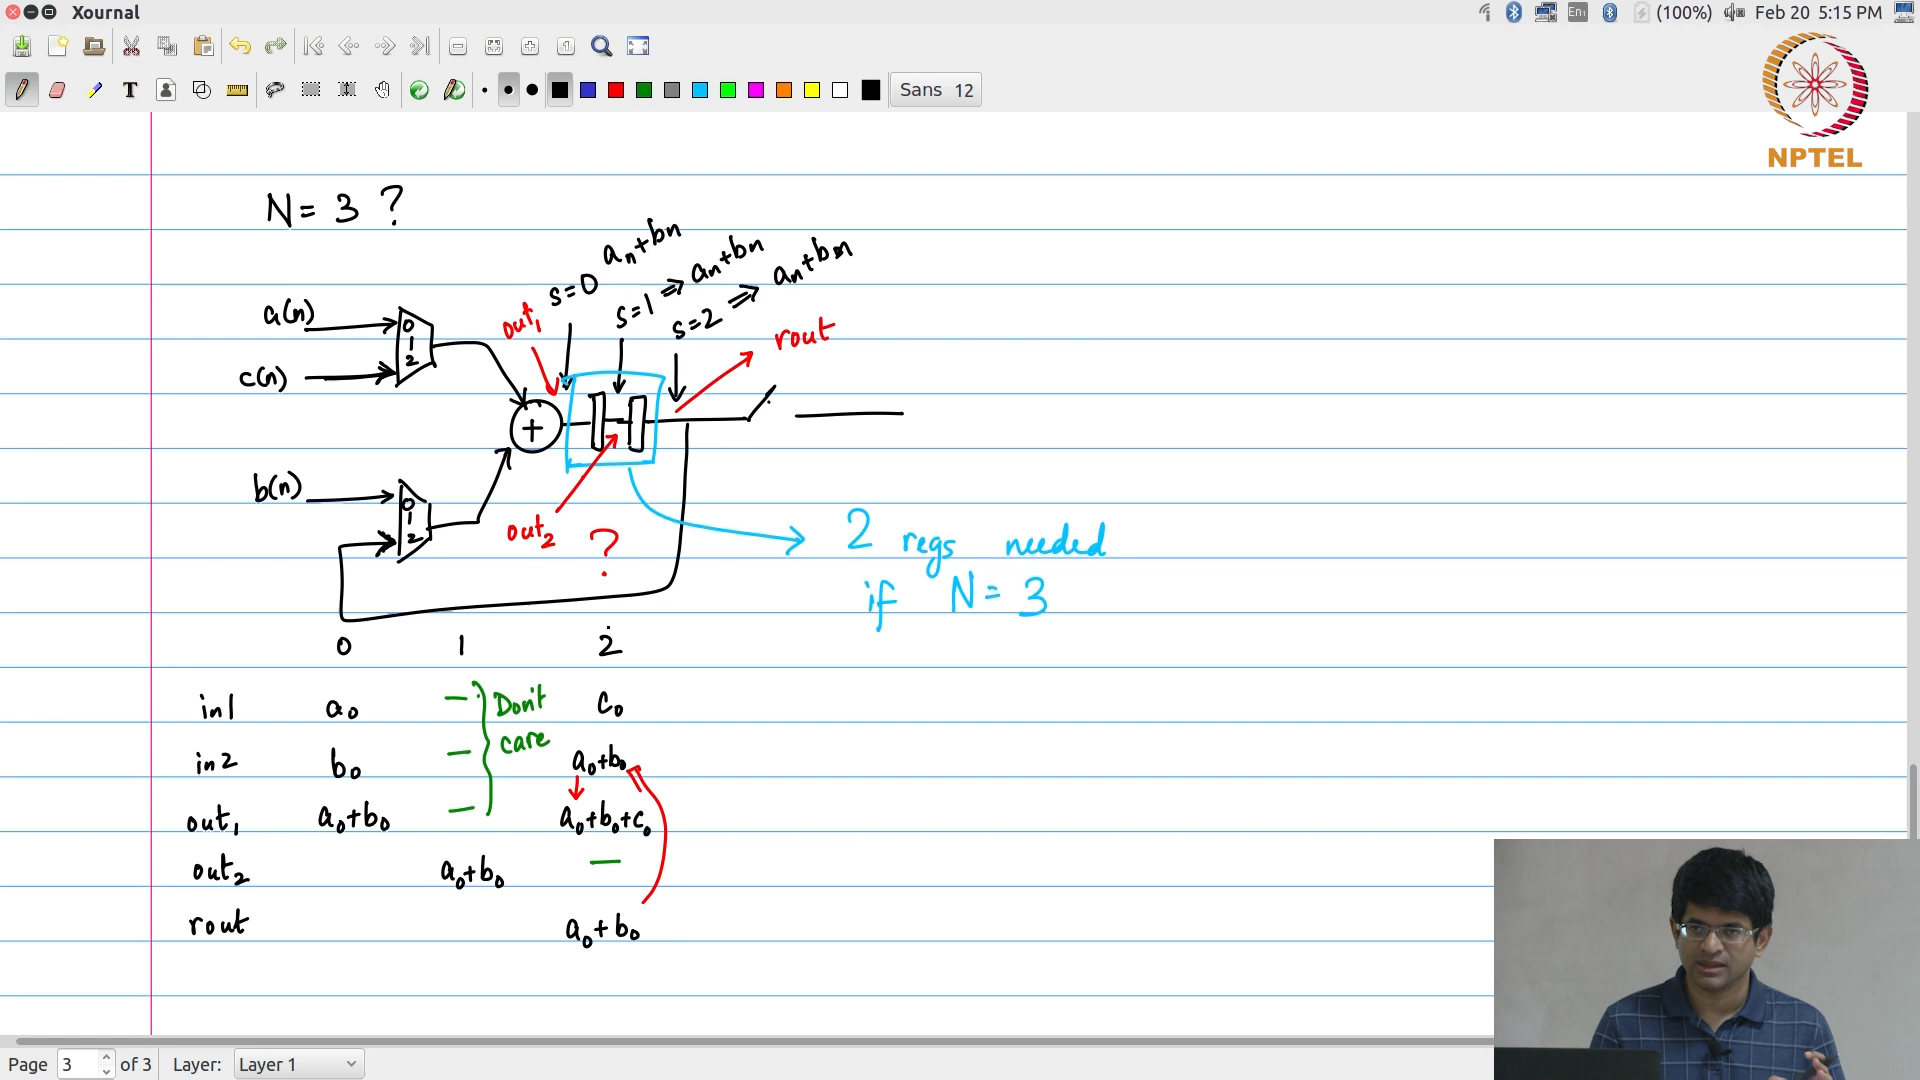 Xournal
En₁
(100%)
Feb 20 5:15 PM
Sans 12
NPTEL
N = 3 ?
s=0 aₙ+bₙ
s=1 ⇒ aₙ+bₙ
s=2 ⇒ aₙ+bₙ
a(n)
0
1
2
c(n)
out₁
rout
+
b(n)
0
1
2
out₂
?
2 regs needed
if N = 3
0 1 2
in1 a₀ — Don't c₀
care
in2 b₀ — a₀+b₀
out₁ a₀+b₀ — a₀+b₀+c₀
out₂ a₀+b₀ —
rout a₀+b₀
Page 3 of 3 Layer: Layer 1